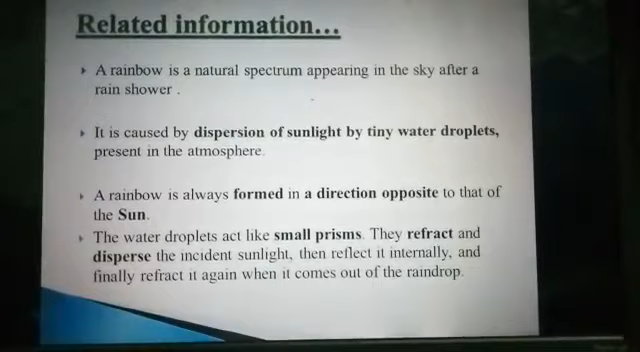 Related information...
A rainbow is a natural spectrum appearing in the sky after a
rain shower .
It is caused by dispersion of sunlight by tiny water droplets,
present in the atmosphere.
A rainbow is always formed in a direction opposite to that of
the Sun.
The water droplets act like small prisms. They refract and
disperse the incident sunlight, then reflect it internally, and
finally refract it again when it comes out of the raindrop.